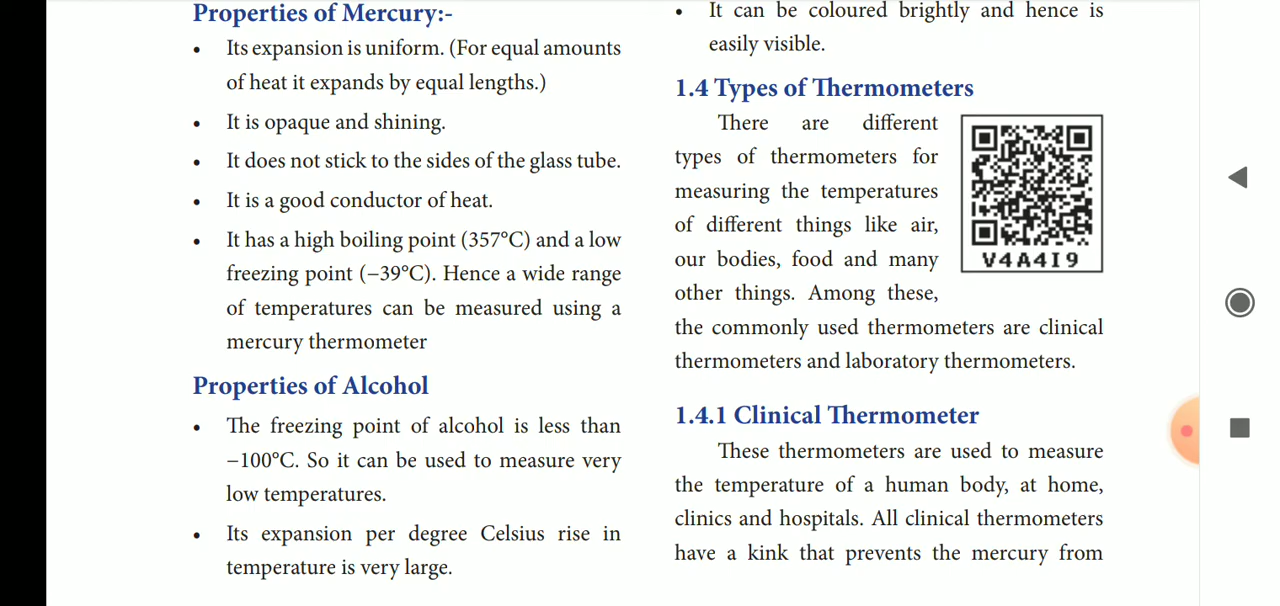 Properties of Mercury:-
• Its expansion is uniform. (For equal amounts
of heat it expands by equal lengths.)
• It is opaque and shining.
• It does not stick to the sides of the glass tube.
• It is a good conductor of heat.
• It has a high boiling point (357°C) and a low
freezing point (−39°C). Hence a wide range
of temperatures can be measured using a
mercury thermometer
Properties of Alcohol
• The freezing point of alcohol is less than
−100°C. So it can be used to measure very
low temperatures.
• Its expansion per degree Celsius rise in
temperature is very large.
• It can be coloured brightly and hence is
easily visible.
1.4 Types of Thermometers
There are different
types of thermometers for
measuring the temperatures
of different things like air,
our bodies, food and many
other things. Among these,
the commonly used thermometers are clinical
thermometers and laboratory thermometers.
V4A4I9
1.4.1 Clinical Thermometer
These thermometers are used to measure
the temperature of a human body, at home,
clinics and hospitals. All clinical thermometers
have a kink that prevents the mercury from